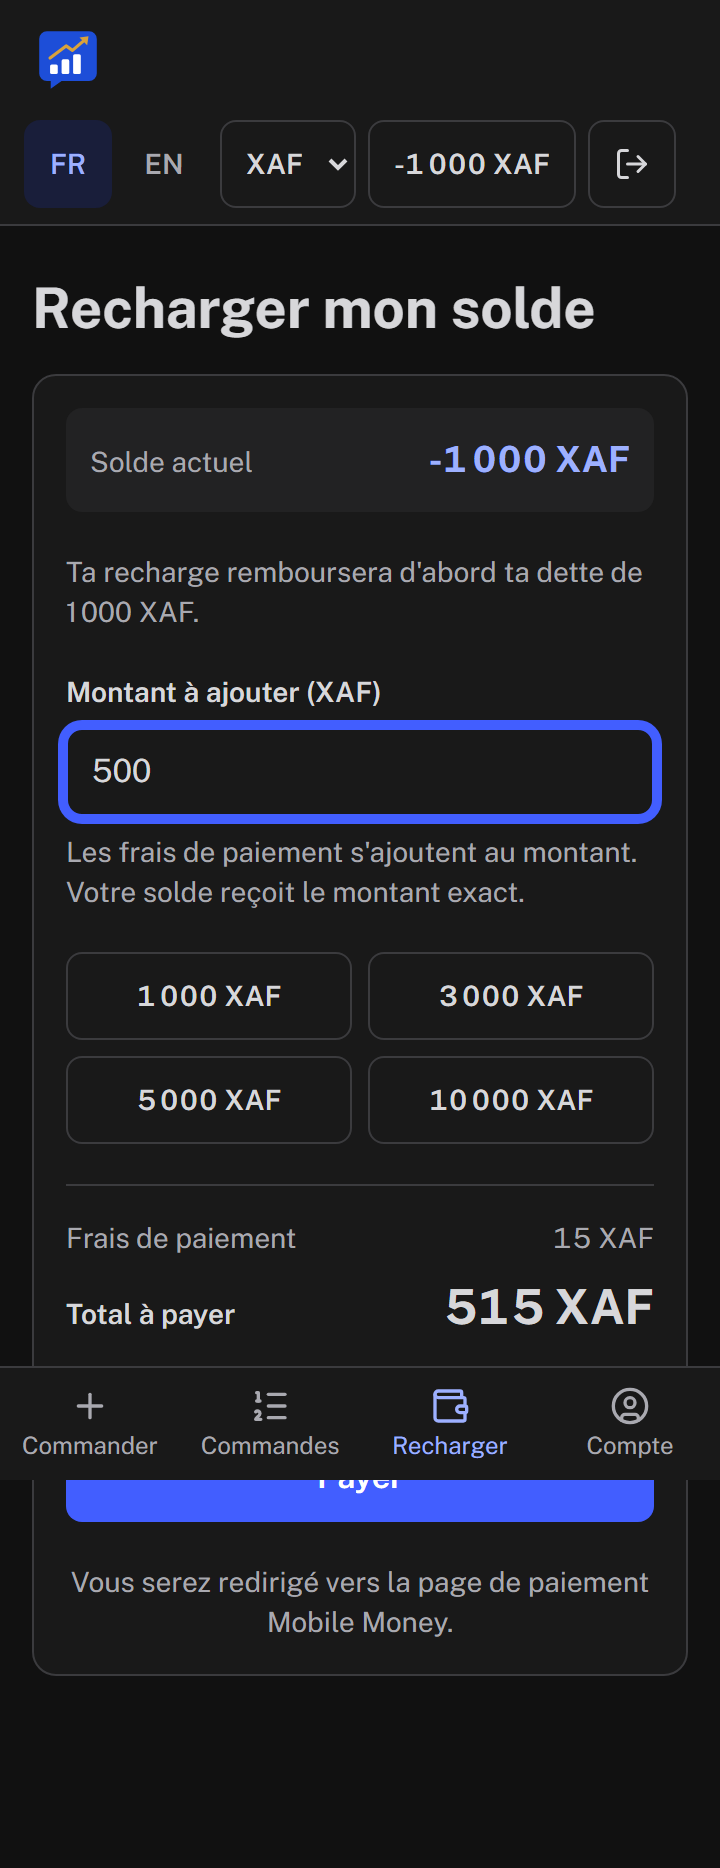 FR EN XAF -1 000 XAF
Recharger mon solde
Solde actuel -1 000 XAF
Ta recharge remboursera d'abord ta dette de
1 000 XAF.
Montant à ajouter (XAF)
500
Les frais de paiement s'ajoutent au montant.
Votre solde reçoit le montant exact.
1 000 XAF 3 000 XAF
5 000 XAF 10 000 XAF
Frais de paiement 15 XAF
Total à payer 515 XAF
Commander Commandes Recharger Compte
Payer
Vous serez redirigé vers la page de paiement
Mobile Money.